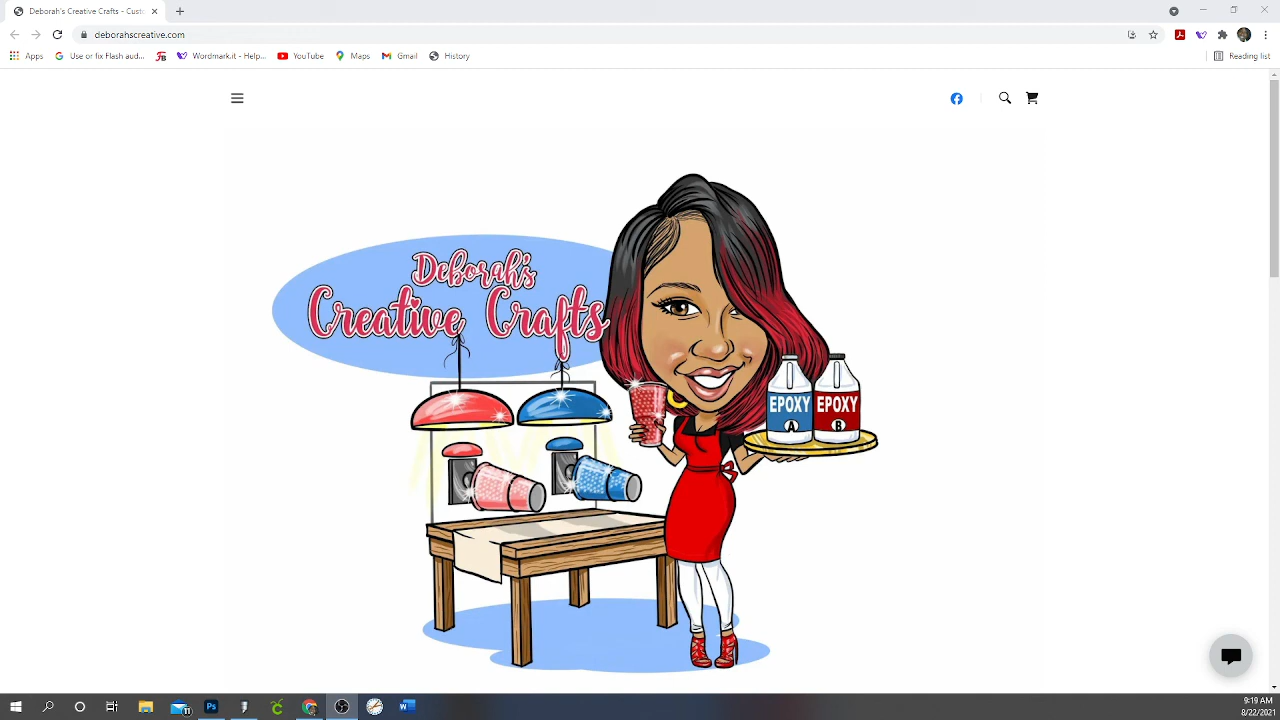 Deborah's Creative Crafts - Custo
deborahscreative.com
Apps
Use or fix Flash aud...
Wordmark.it - Help...
YouTube
Maps
Gmail
History
Reading list
Deborah's
Creative Crafts
EPOXY
A
EPOXY
B
9:19 AM
8/22/2021